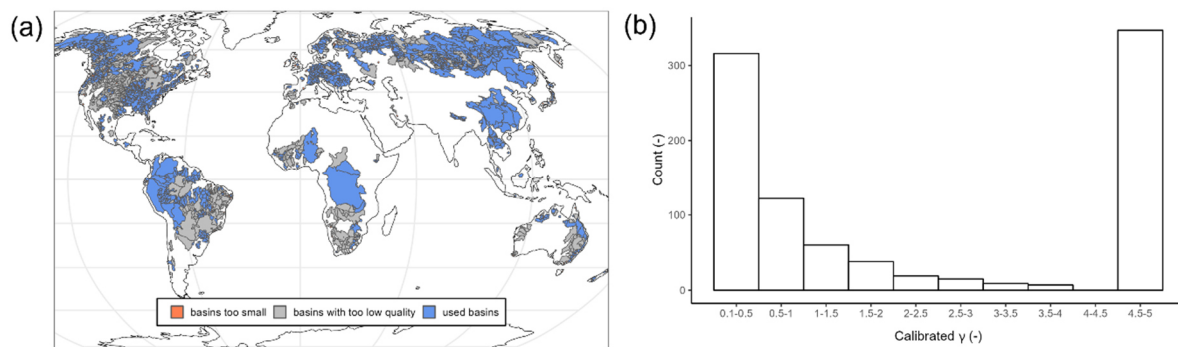 (a)
basins too small
basins with too low quality
used basins
(b)
Count (-)
300
200
100
0
0.1-0.5 0.5-1 1-1.5 1.5-2 2-2.5 2.5-3 3-3.5 3.5-4 4-4.5 4.5-5
Calibrated γ (-)